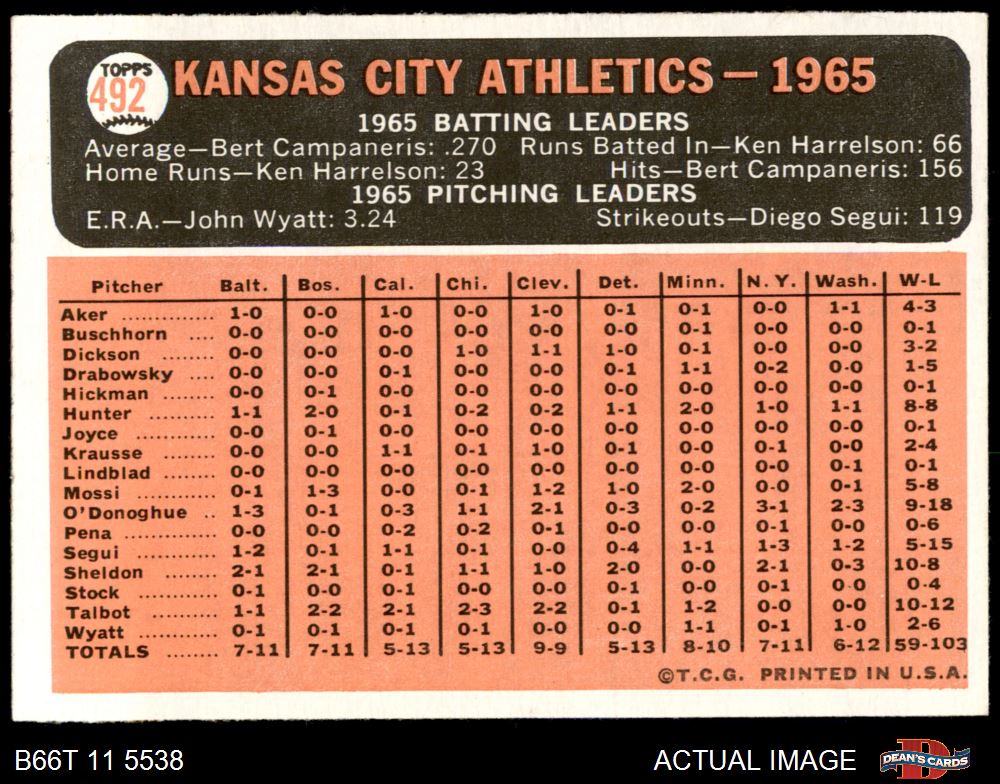 TOPPS
492
KANSAS CITY ATHLETICS — 1965
1965 BATTING LEADERS
Average—Bert Campaneris: .270 Runs Batted In—Ken Harrelson: 66
Home Runs—Ken Harrelson: 23 Hits—Bert Campaneris: 156
1965 PITCHING LEADERS
E.R.A.—John Wyatt: 3.24 Strikeouts—Diego Segui: 119
Pitcher Balt. Bos. Cal. Chi. Clev. Det. Minn. N.Y. Wash. W-L
Aker .............. 1-0 0-0 1-0 0-0 1-0 0-1 0-1 0-0 1-1 4-3
Buschhorn .... 0-0 0-0 0-0 0-0 0-0 0-0 0-0 0-0 0-0 0-1
Dickson ........ 0-0 0-0 0-0 1-0 1-1 1-0 0-1 0-0 0-0 3-2
Drabowsky .... 0-0 0-0 0-1 0-0 0-0 0-1 1-1 0-2 0-0 1-5
Hickman ........ 0-0 0-1 0-0 0-0 0-0 0-0 0-0 0-0 0-0 0-1
Hunter .......... 1-1 2-0 0-1 0-2 0-2 1-1 2-0 1-0 1-1 8-8
Joyce ............ 0-0 0-1 0-0 0-0 0-0 0-0 0-0 0-0 0-0 0-1
Krausse ........ 0-0 0-0 1-1 0-1 1-0 0-1 0-0 0-1 0-0 2-4
Lindblad ........ 0-0 0-0 0-0 0-0 0-0 0-0 0-0 0-0 0-1 0-1
Mossi ............ 0-1 1-3 0-0 0-1 1-2 1-0 2-0 0-0 0-1 5-8
O'Donoghue .. 1-3 0-1 0-3 1-1 2-1 0-3 0-2 3-1 2-3 9-18
Pena .............. 0-0 0-0 0-2 0-2 0-1 0-0 0-0 0-1 0-0 0-6
Segui ............ 1-2 0-1 1-1 0-1 0-0 0-4 1-1 1-3 1-2 5-15
Sheldon ........ 2-1 2-1 0-1 1-1 1-0 2-0 0-0 2-1 0-3 10-8
Stock ............ 0-1 0-0 0-1 0-0 0-0 0-1 0-0 0-1 0-0 0-4
Talbot ............ 1-1 2-2 2-1 2-3 2-2 0-1 1-2 0-0 0-0 10-12
Wyatt ............ 0-1 0-1 0-1 0-1 0-0 0-0 1-1 0-1 1-0 2-6
TOTALS ........ 7-11 7-11 5-13 5-13 9-9 5-13 8-10 7-11 6-12 59-103
©T.C.G. PRINTED IN U.S.A.
B66T 11 5538 ACTUAL IMAGE D DEAN'S CARDS